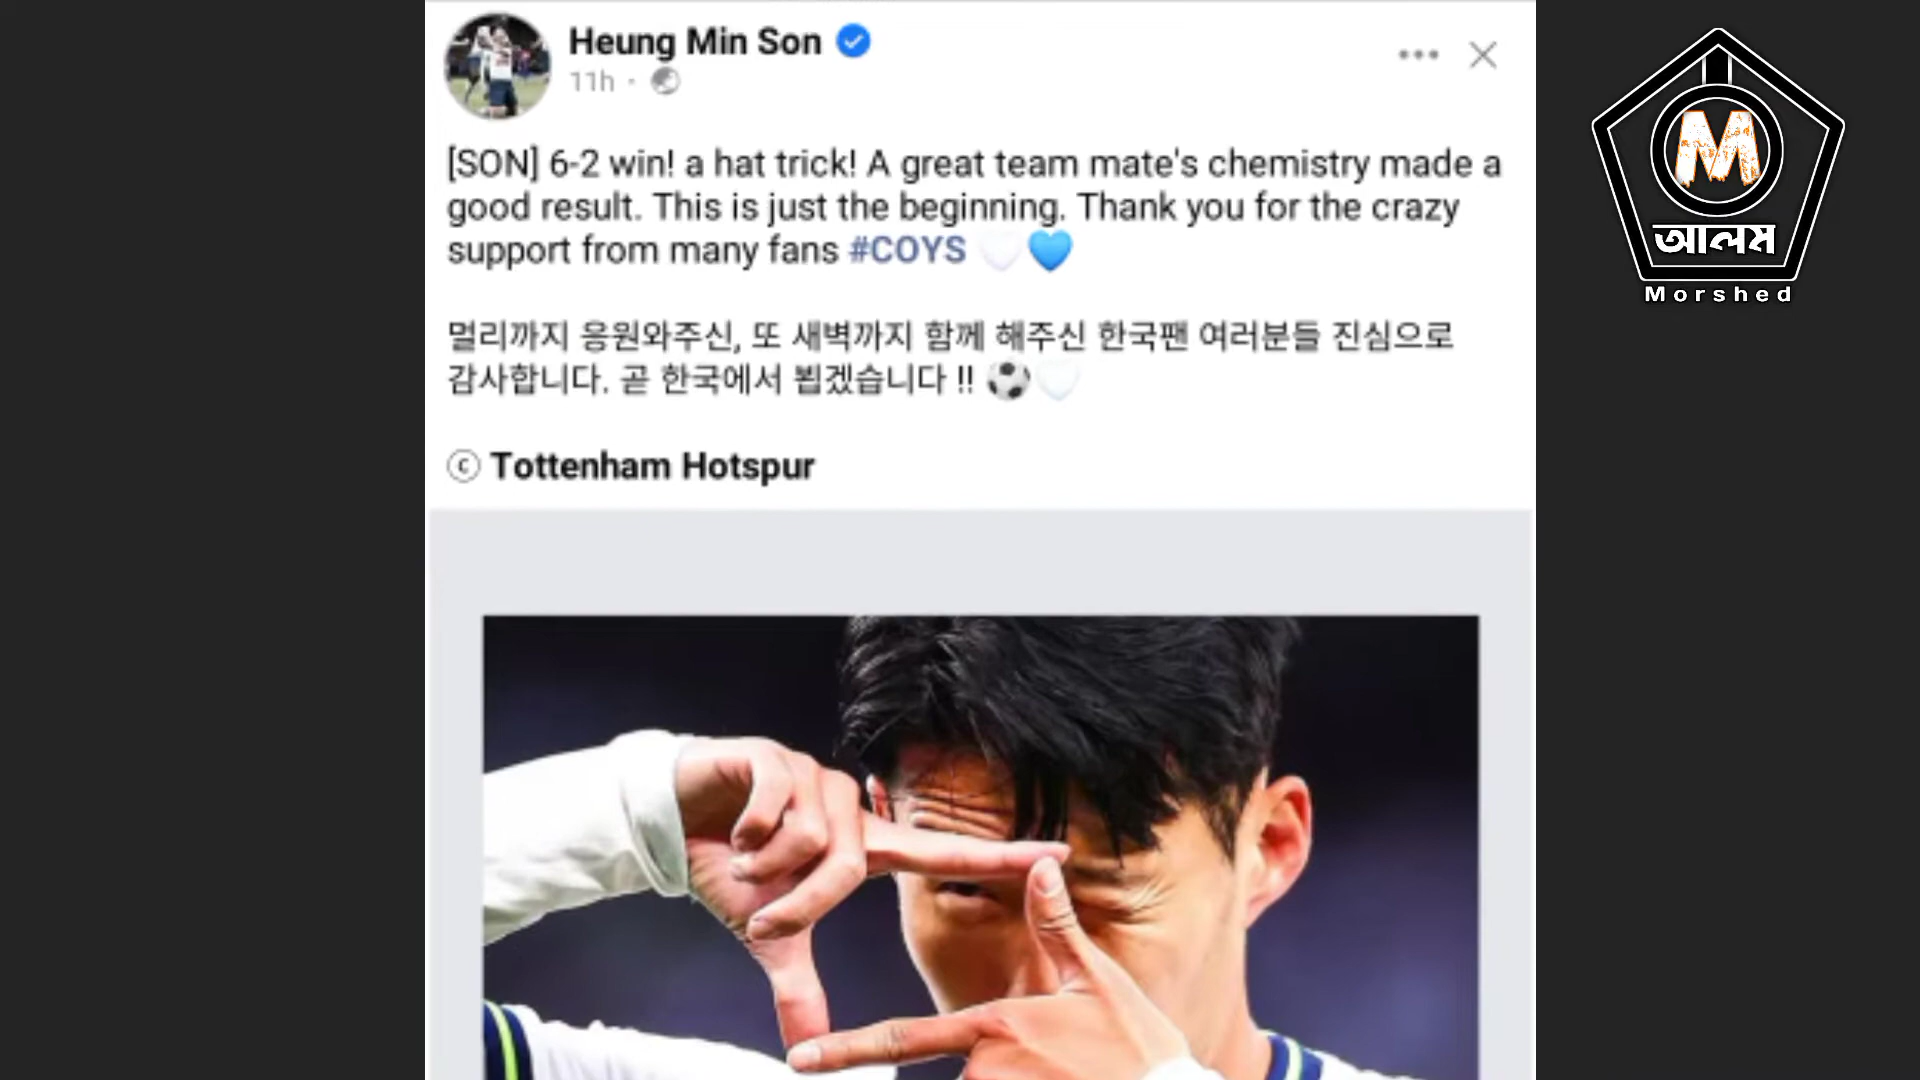 Heung Min Son
11h
[SON] 6-2 win! a hat trick! A great team mate's chemistry made a
good result. This is just the beginning. Thank you for the crazy
support from many fans #COYS 🤍💙
멀리까지 응원와주신, 또 새벽까지 함께 해주신 한국팬 여러분들 진심으로
감사합니다. 곧 한국에서 뵙겠습니다 !! ⚽🤍
ⓒ Tottenham Hotspur
M
আলম
Morshed